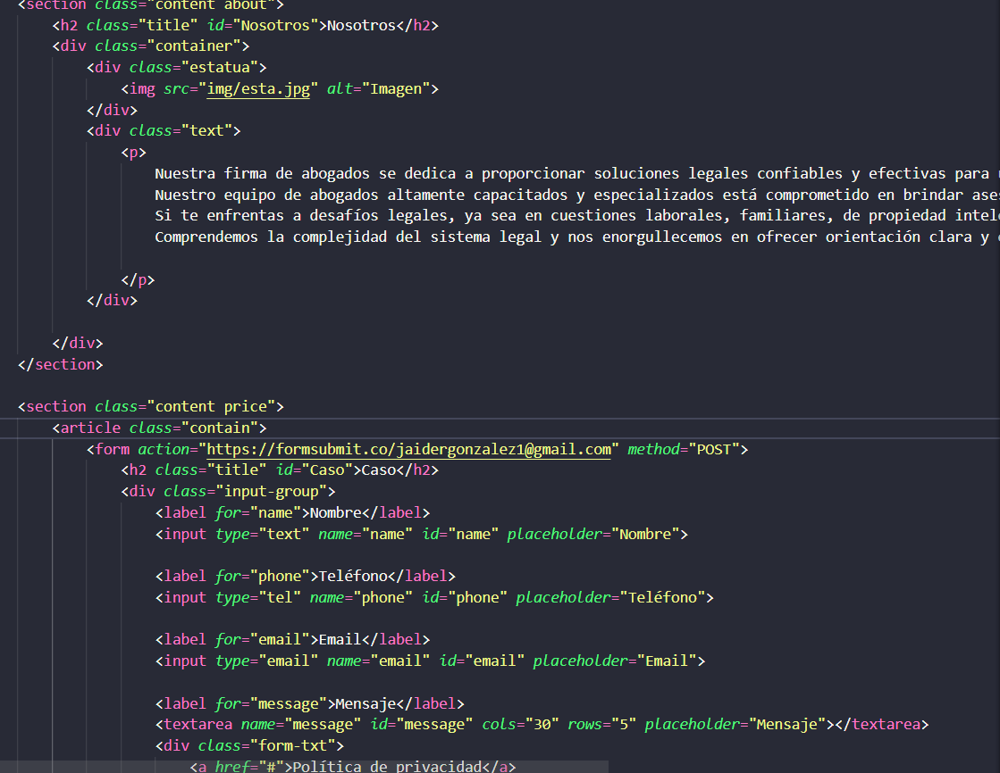 <section class="content about">
<h2 class="title" id="Nosotros">Nosotros</h2>
<div class="container">
<div class="estatua">
<img src="img/esta.jpg" alt="Imagen">
</div>
<div class="text">
<p>
Nuestra firma de abogados se dedica a proporcionar soluciones legales confiables y efectivas para
Nuestro equipo de abogados altamente capacitados y especializados está comprometido en brindar ases
Si te enfrentas a desafíos legales, ya sea en cuestiones laborales, familiares, de propiedad intel
Comprendemos la complejidad del sistema legal y nos enorgullecemos en ofrecer orientación clara y
</p>
</div>
</div>
</section>
<section class="content price">
<article class="contain">
<form action="https://formsubmit.co/jaidergonzalez1@gmail.com" method="POST">
<h2 class="title" id="Caso">Caso</h2>
<div class="input-group">
<label for="name">Nombre</label>
<input type="text" name="name" id="name" placeholder="Nombre">
<label for="phone">Teléfono</label>
<input type="tel" name="phone" id="phone" placeholder="Teléfono">
<label for="email">Email</label>
<input type="email" name="email" id="email" placeholder="Email">
<label for="message">Mensaje</label>
<textarea name="message" id="message" cols="30" rows="5" placeholder="Mensaje"></textarea>
<div class="form-txt">
<a href="#">Política de privacidad</a>